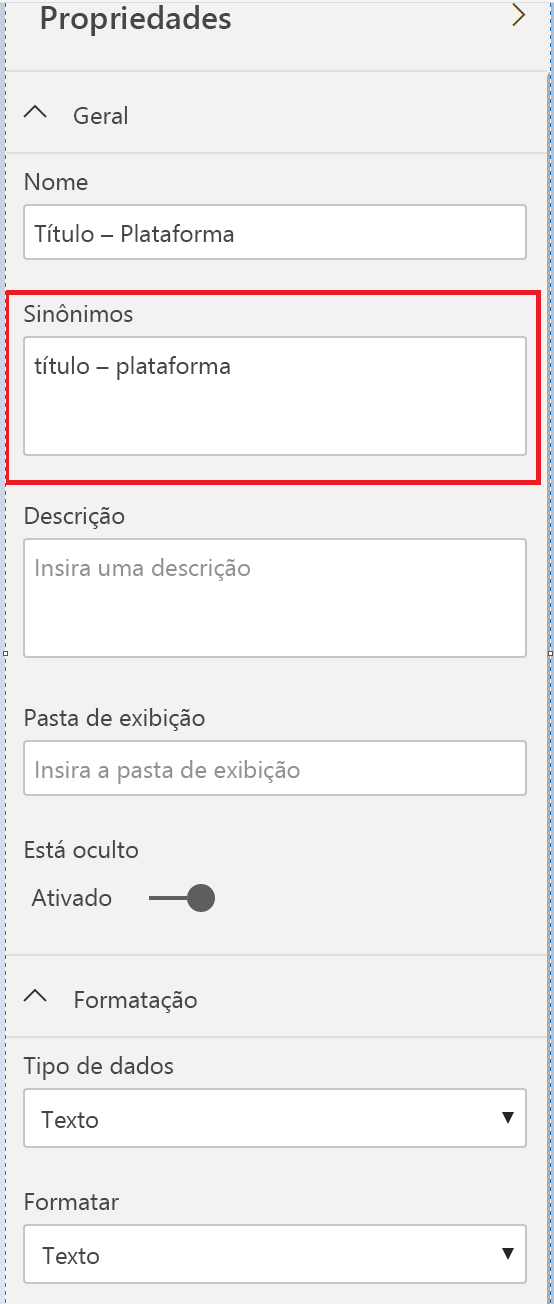 Propriedades
Geral
Nome
Título – Plataforma
Sinônimos
título – plataforma
Descrição
Insira uma descrição
Pasta de exibição
Insira a pasta de exibição
Está oculto
Ativado
Formatação
Tipo de dados
Texto
Formatar
Texto